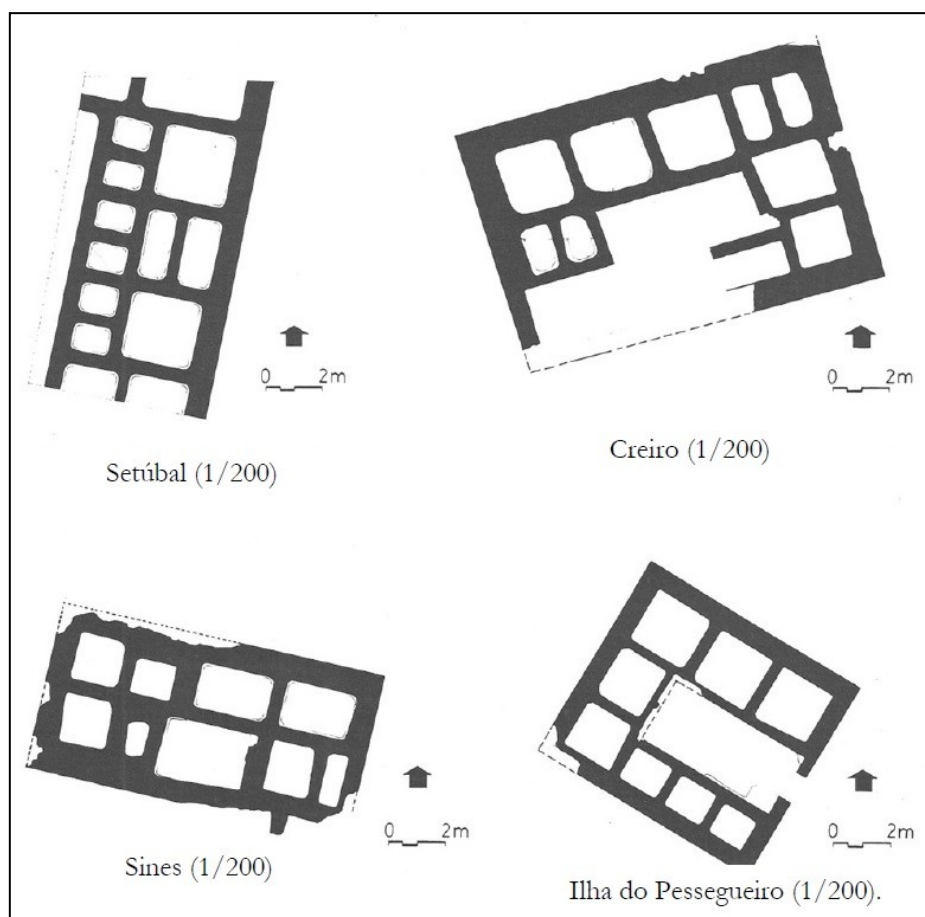 0 2m
Setúbal (1/200)
0 2m
Creiro (1/200)
0 2m
Sines (1/200)
0 2m
Ilha do Pessegueiro (1/200).